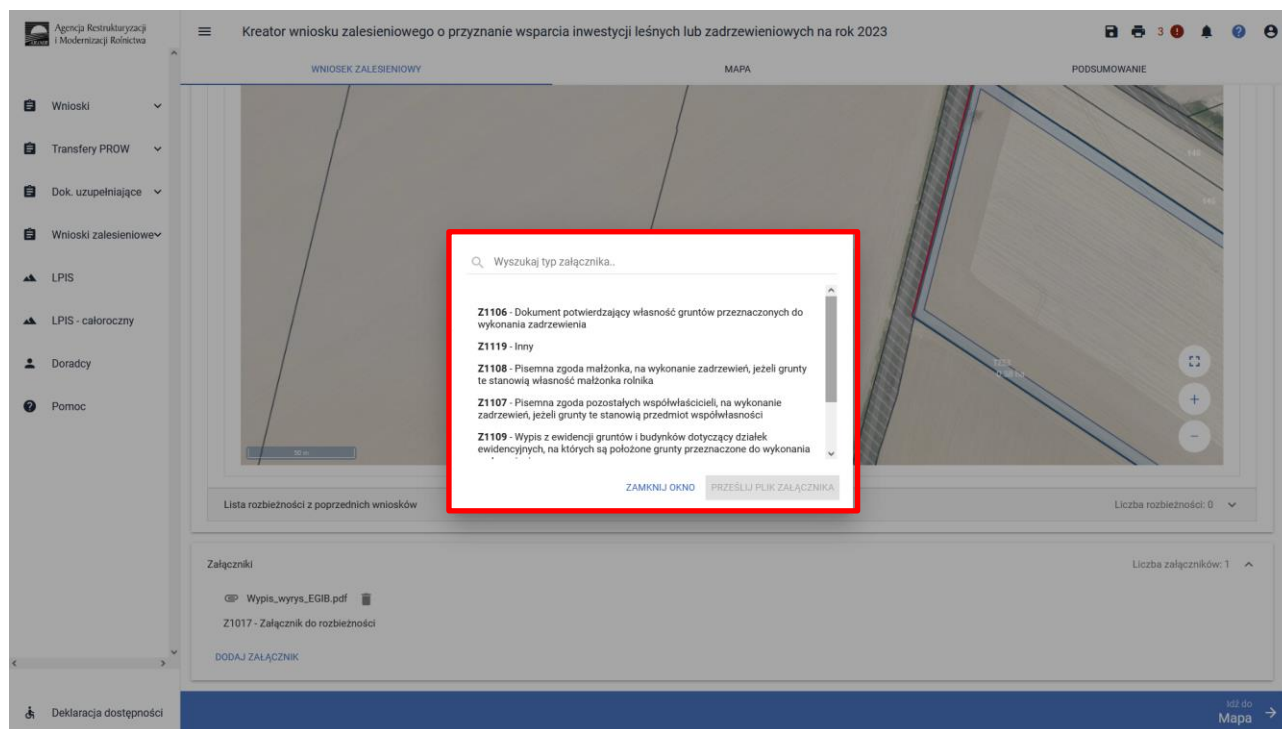 Agencja Restrukturyzacji
i Modernizacji Rolnictwa
Kreator wniosku zalesieniowego o przyznanie wsparcia inwestycji leśnych lub zadrzewieniowych na rok 2023
3
WNIOSEK ZALESIENIOWY
MAPA
PODSUMOWANIE
Wnioski
Transfery PROW
Dok. uzupełniające
Wnioski zalesieniowe
LPIS
LPIS - całoroczny
Doradcy
Pomoc
Wyszukaj typ załącznika..
Z1106 - Dokument potwierdzający własność gruntów przeznaczonych do
wykonania zadrzewienia
Z1119 - Inny
Z1108 - Pisemna zgoda małżonka, na wykonanie zadrzewień, jeżeli grunty
te stanowią własność małżonka rolnika
Z1107 - Pisemna zgoda pozostałych współwłaścicieli, na wykonanie
zadrzewień, jeżeli grunty te stanowią przedmiot współwłasności
Z1109 - Wypis z ewidencji gruntów i budynków dotyczący działek
ewidencyjnych, na których są położone grunty przeznaczone do wykonania
ZAMKNIJ OKNO
PRZEŚLIJ PLIK ZAŁĄCZNIKA
50 m
Lista rozbieżności z poprzednich wniosków
Liczba rozbieżności: 0
Załączniki
Liczba załączników: 1
Wypis_wyrys_EGIB.pdf
Z1017 - Załącznik do rozbieżności
DODAJ ZAŁĄCZNIK
Deklaracja dostępności
Idź do
Mapa